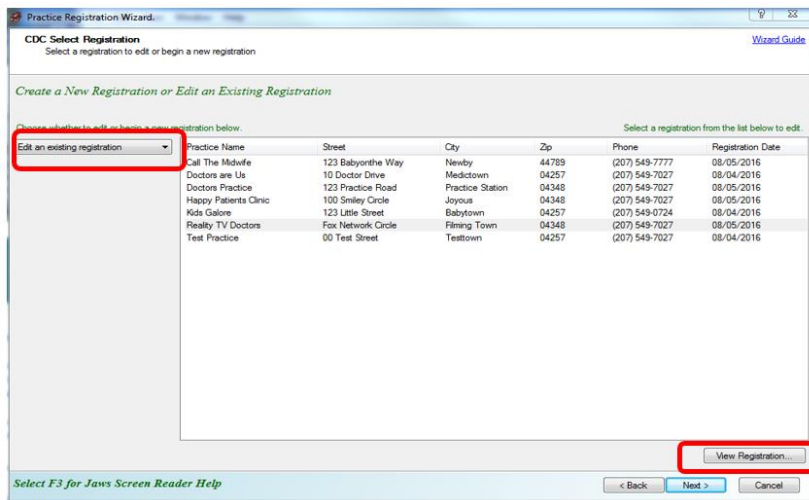 Practice Registration Wizard.
CDC Select Registration
Select a registration to edit or begin a new registration
Wizard Guide
Create a New Registration or Edit an Existing Registration
Choose whether to edit or begin a new registration below. Select a registration from the list below to edit.
Edit an existing registration
Practice Name Street City Zip Phone Registration Date
Call The Midwife 123 Babyonthe Way Newby 44789 (207) 549-7777 08/05/2016
Doctors are Us 10 Doctor Drive Medictown 04257 (207) 549-7027 08/04/2016
Doctors Practice 123 Practice Road Practice Station 04348 (207) 549-7027 08/05/2016
Happy Patients Clinic 100 Smiley Circle Joyous 04348 (207) 549-7027 08/05/2016
Kids Galore 123 Little Street Babytown 04257 (207) 549-0724 08/04/2016
Reality TV Doctors Fox Network Circle Filming Town 04348 (207) 549-7027 08/05/2016
Test Practice 00 Test Street Testtown 04348 (207) 549-7027 08/04/2016
View Registration...
Select F3 for Jaws Screen Reader Help
< Back Next > Cancel